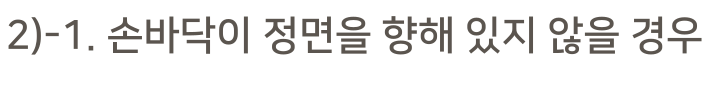 2)-1. 손바닥이 정면을 향해 있지 않을 경우